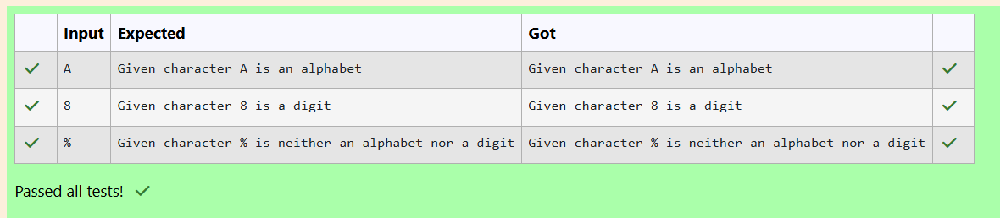 Input Expected Got
A Given character A is an alphabet Given character A is an alphabet
8 Given character 8 is a digit Given character 8 is a digit
% Given character % is neither an alphabet nor a digit Given character % is neither an alphabet nor a digit
Passed all tests!